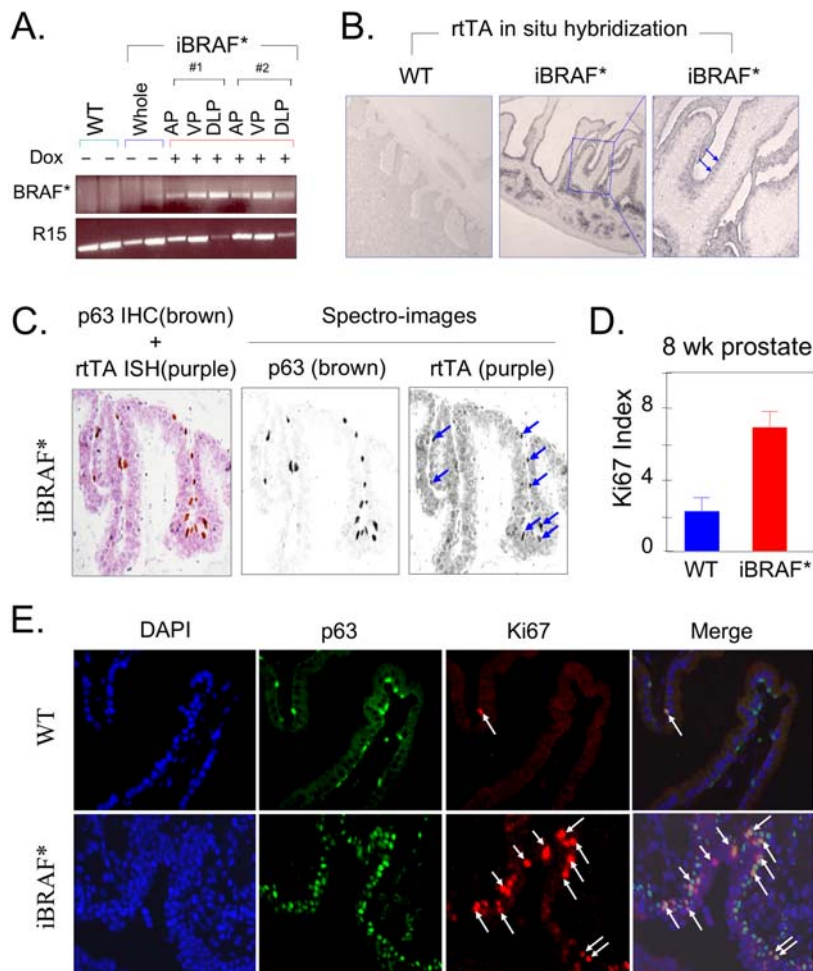 A.
iBRAF*
#1 #2
WT Whole AP VP DLP AP VP DLP
Dox − − − − + + + + + +
BRAF*
R15
B.
rtTA in situ hybridization
WT iBRAF* iBRAF*
C.
p63 IHC(brown)
+
rtTA ISH(purple)
Spectro-images
p63 (brown) rtTA (purple)
iBRAF*
D.
8 wk prostate
Ki67 Index
8
4
0
WT iBRAF*
E.
DAPI p63 Ki67 Merge
WT
iBRAF*